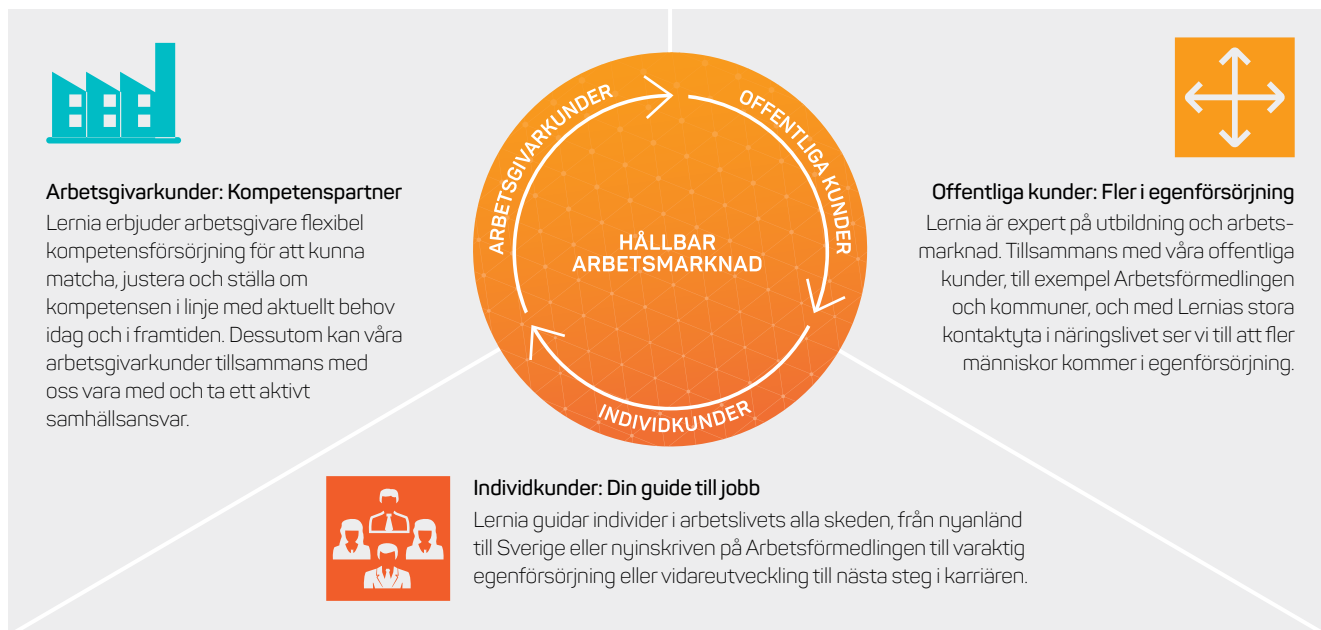 ARBETSGIVARKUNDER
OFFENTLIGA KUNDER
INDIVIDKUNDER
HÅLLBAR
ARBETSMARKNAD
Arbetsgivarkunder: Kompetenspartner
Lernia erbjuder arbetsgivare flexibel
kompetensförsörjning för att kunna
matcha, justera och ställa om
kompetensen i linje med aktuellt behov
idag och i framtiden. Dessutom kan våra
arbetsgivarkunder tillsammans med
oss vara med och ta ett aktivt
samhällsansvar.
Offentliga kunder: Fler i egenförsörjning
Lernia är expert på utbildning och arbets-
marknad. Tillsammans med våra offentliga
kunder, till exempel Arbetsförmedlingen
och kommuner, och med Lernias stora
kontaktyta i näringslivet ser vi till att fler
människor kommer i egenförsörjning.
Individkunder: Din guide till jobb
Lernia guidar individer i arbetslivets alla skeden, från nyanländ
till Sverige eller nyinskriven på Arbetsförmedlingen till varaktig
egenförsörjning eller vidareutveckling till nästa steg i karriären.